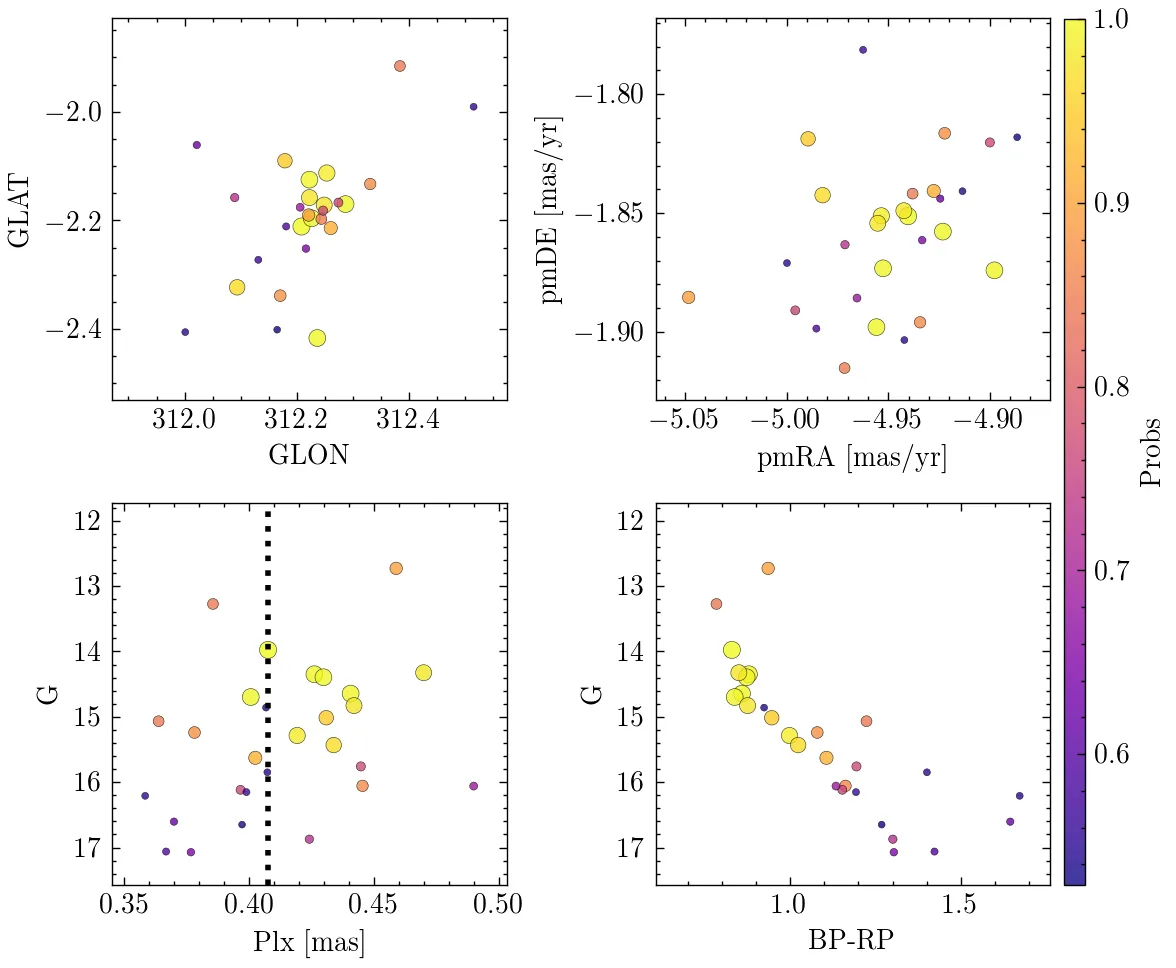 GLAT
−2.0
−2.2
−2.4
312.0 312.2 312.4
GLON
pmDE [mas/yr]
−1.80
−1.85
−1.90
−5.05 −5.00 −4.95 −4.90
pmRA [mas/yr]
1.0
0.9
0.8
0.7
0.6
Probs
G
12
13
14
15
16
17
0.35 0.40 0.45 0.50
Plx [mas]
G
12
13
14
15
16
17
1.0 1.5
BP-RP